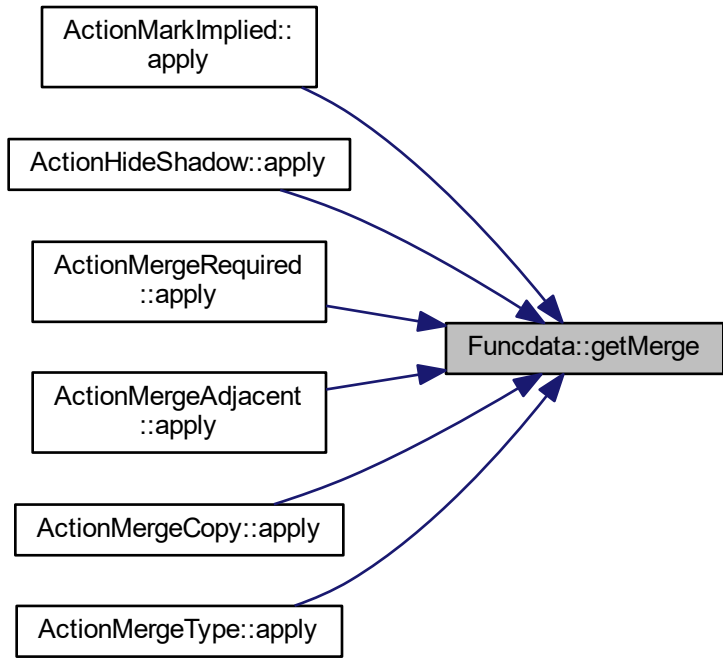 ActionMarkImplied::
apply
ActionHideShadow::apply
ActionMergeRequired
::apply
Funcdata::getMerge
ActionMergeAdjacent
::apply
ActionMergeCopy::apply
ActionMergeType::apply